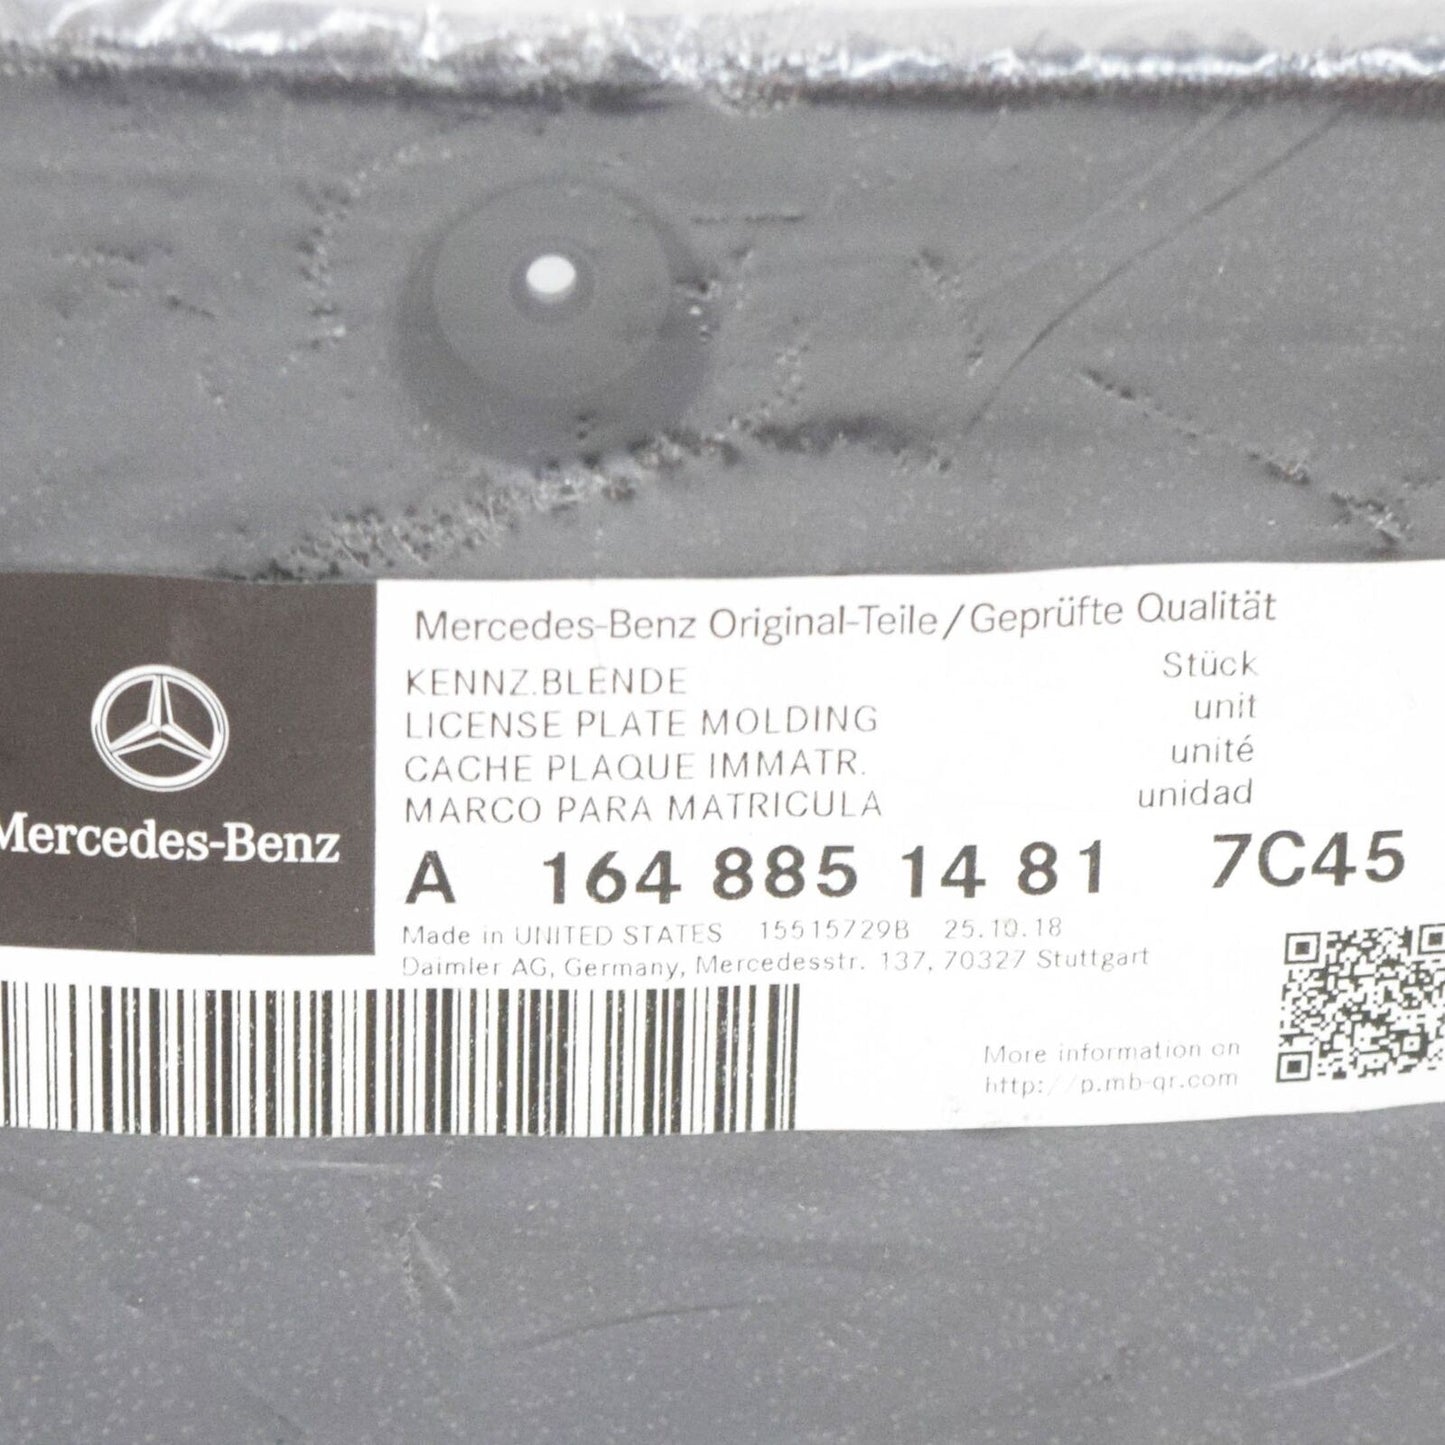 Mercedes-Benz
Mercedes-Benz Original-Teile/Geprüfte Qualität
KENNZ.BLENDE Stück
LICENSE PLATE MOLDING unit
CACHE PLAQUE IMMATR. unité
MARCO PARA MATRICULA unidad
A 164 885 14 81 7C45
Made in UNITED STATES 15515729B 25.10.18
Daimler AG, Germany, Mercedesstr. 137, 70327 Stuttgart
More information on
http://p.mb-qr.com